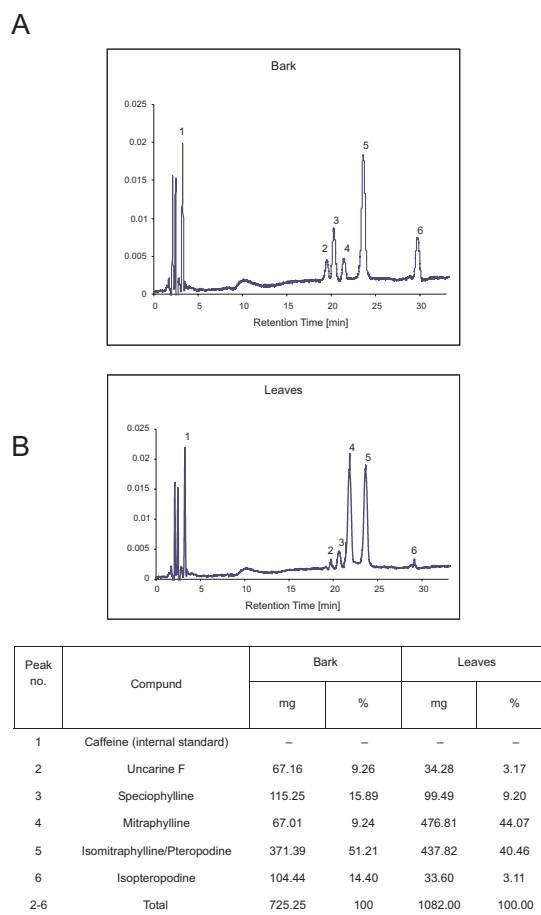 A
Bark
0.025
0.02
0.015
0.01
0.005
0
1
2
3
4
5
6
0 5 10 15 20 25 30
Retention Time [min]
B
Leaves
0.025
0.02
0.015
0.01
0.005
0
1
2
3
4
5
6
0 5 10 15 20 25 30
Retention Time [min]
Peak no. Compund Bark Leaves
mg % mg %
1 Caffeine (internal standard) – – – –
2 Uncarine F 67.16 9.26 34.28 3.17
3 Speciophylline 115.25 15.89 99.49 9.20
4 Mitraphylline 67.01 9.24 476.81 44.07
5 Isomitraphylline/Pteropodine 371.39 51.21 437.82 40.46
6 Isopteropodine 104.44 14.40 33.60 3.11
2-6 Total 725.25 100 1082.00 100.00